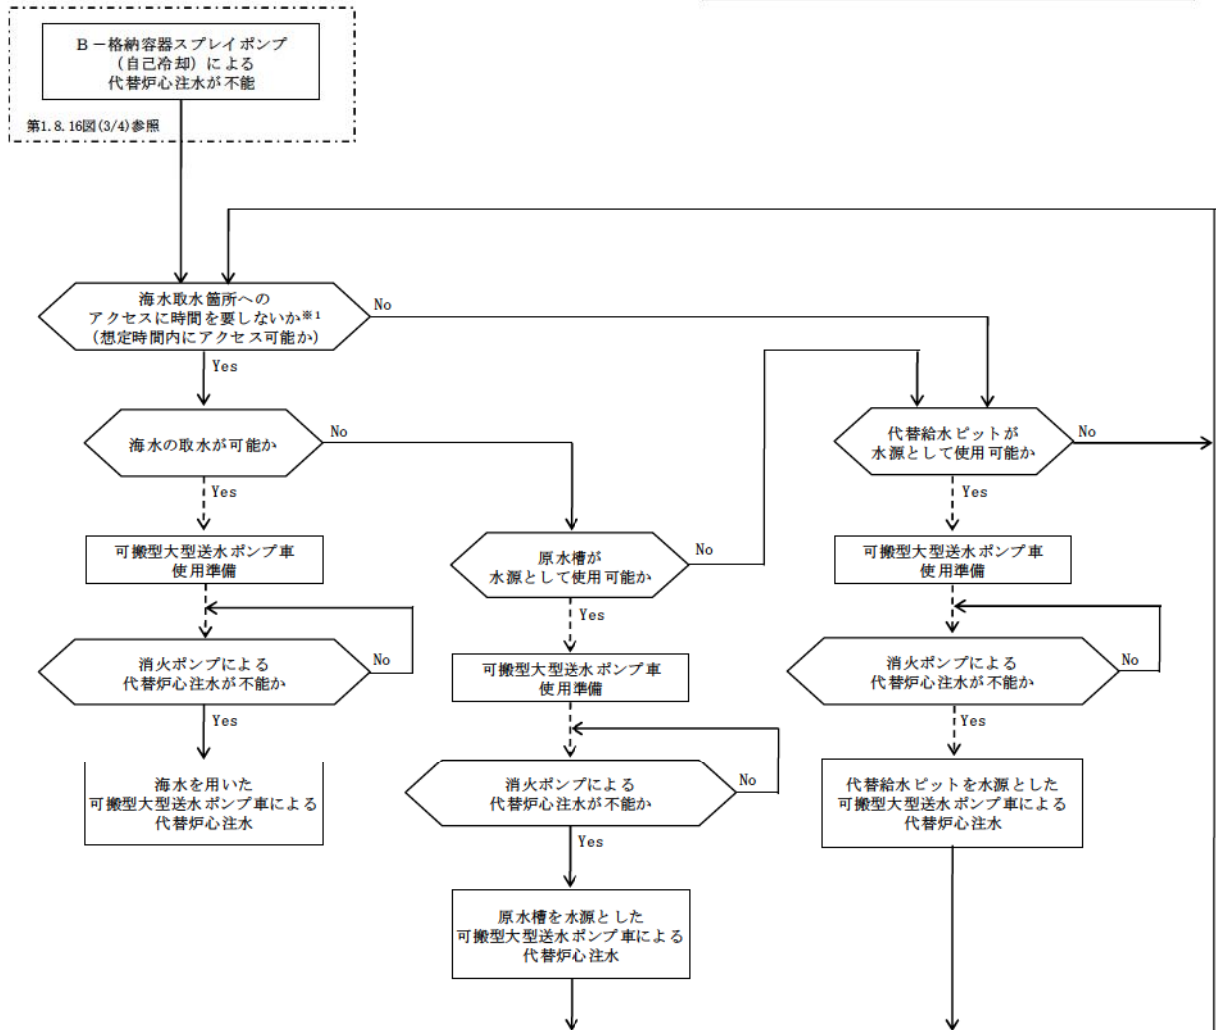 B－格納容器スプレイポンプ
（自己冷却）による
代替炉心注水が不能
第1.8.16図(3/4)参照
海水取水箇所への
アクセスに時間を要しないか※1
（想定時間内にアクセス可能か）
No
Yes
海水の取水が可能か
No
Yes
代替給水ピットが
水源として使用可能か
No
Yes
可搬型大型送水ポンプ車
使用準備
原水槽が
水源として使用可能か
No
Yes
可搬型大型送水ポンプ車
使用準備
消火ポンプによる
代替炉心注水が不能か
No
Yes
可搬型大型送水ポンプ車
使用準備
消火ポンプによる
代替炉心注水が不能か
No
Yes
海水を用いた
可搬型大型送水ポンプ車による
代替炉心注水
消火ポンプによる
代替炉心注水が不能か
No
Yes
代替給水ピットを水源とした
可搬型大型送水ポンプ車による
代替炉心注水
原水槽を水源とした
可搬型大型送水ポンプ車による
代替炉心注水